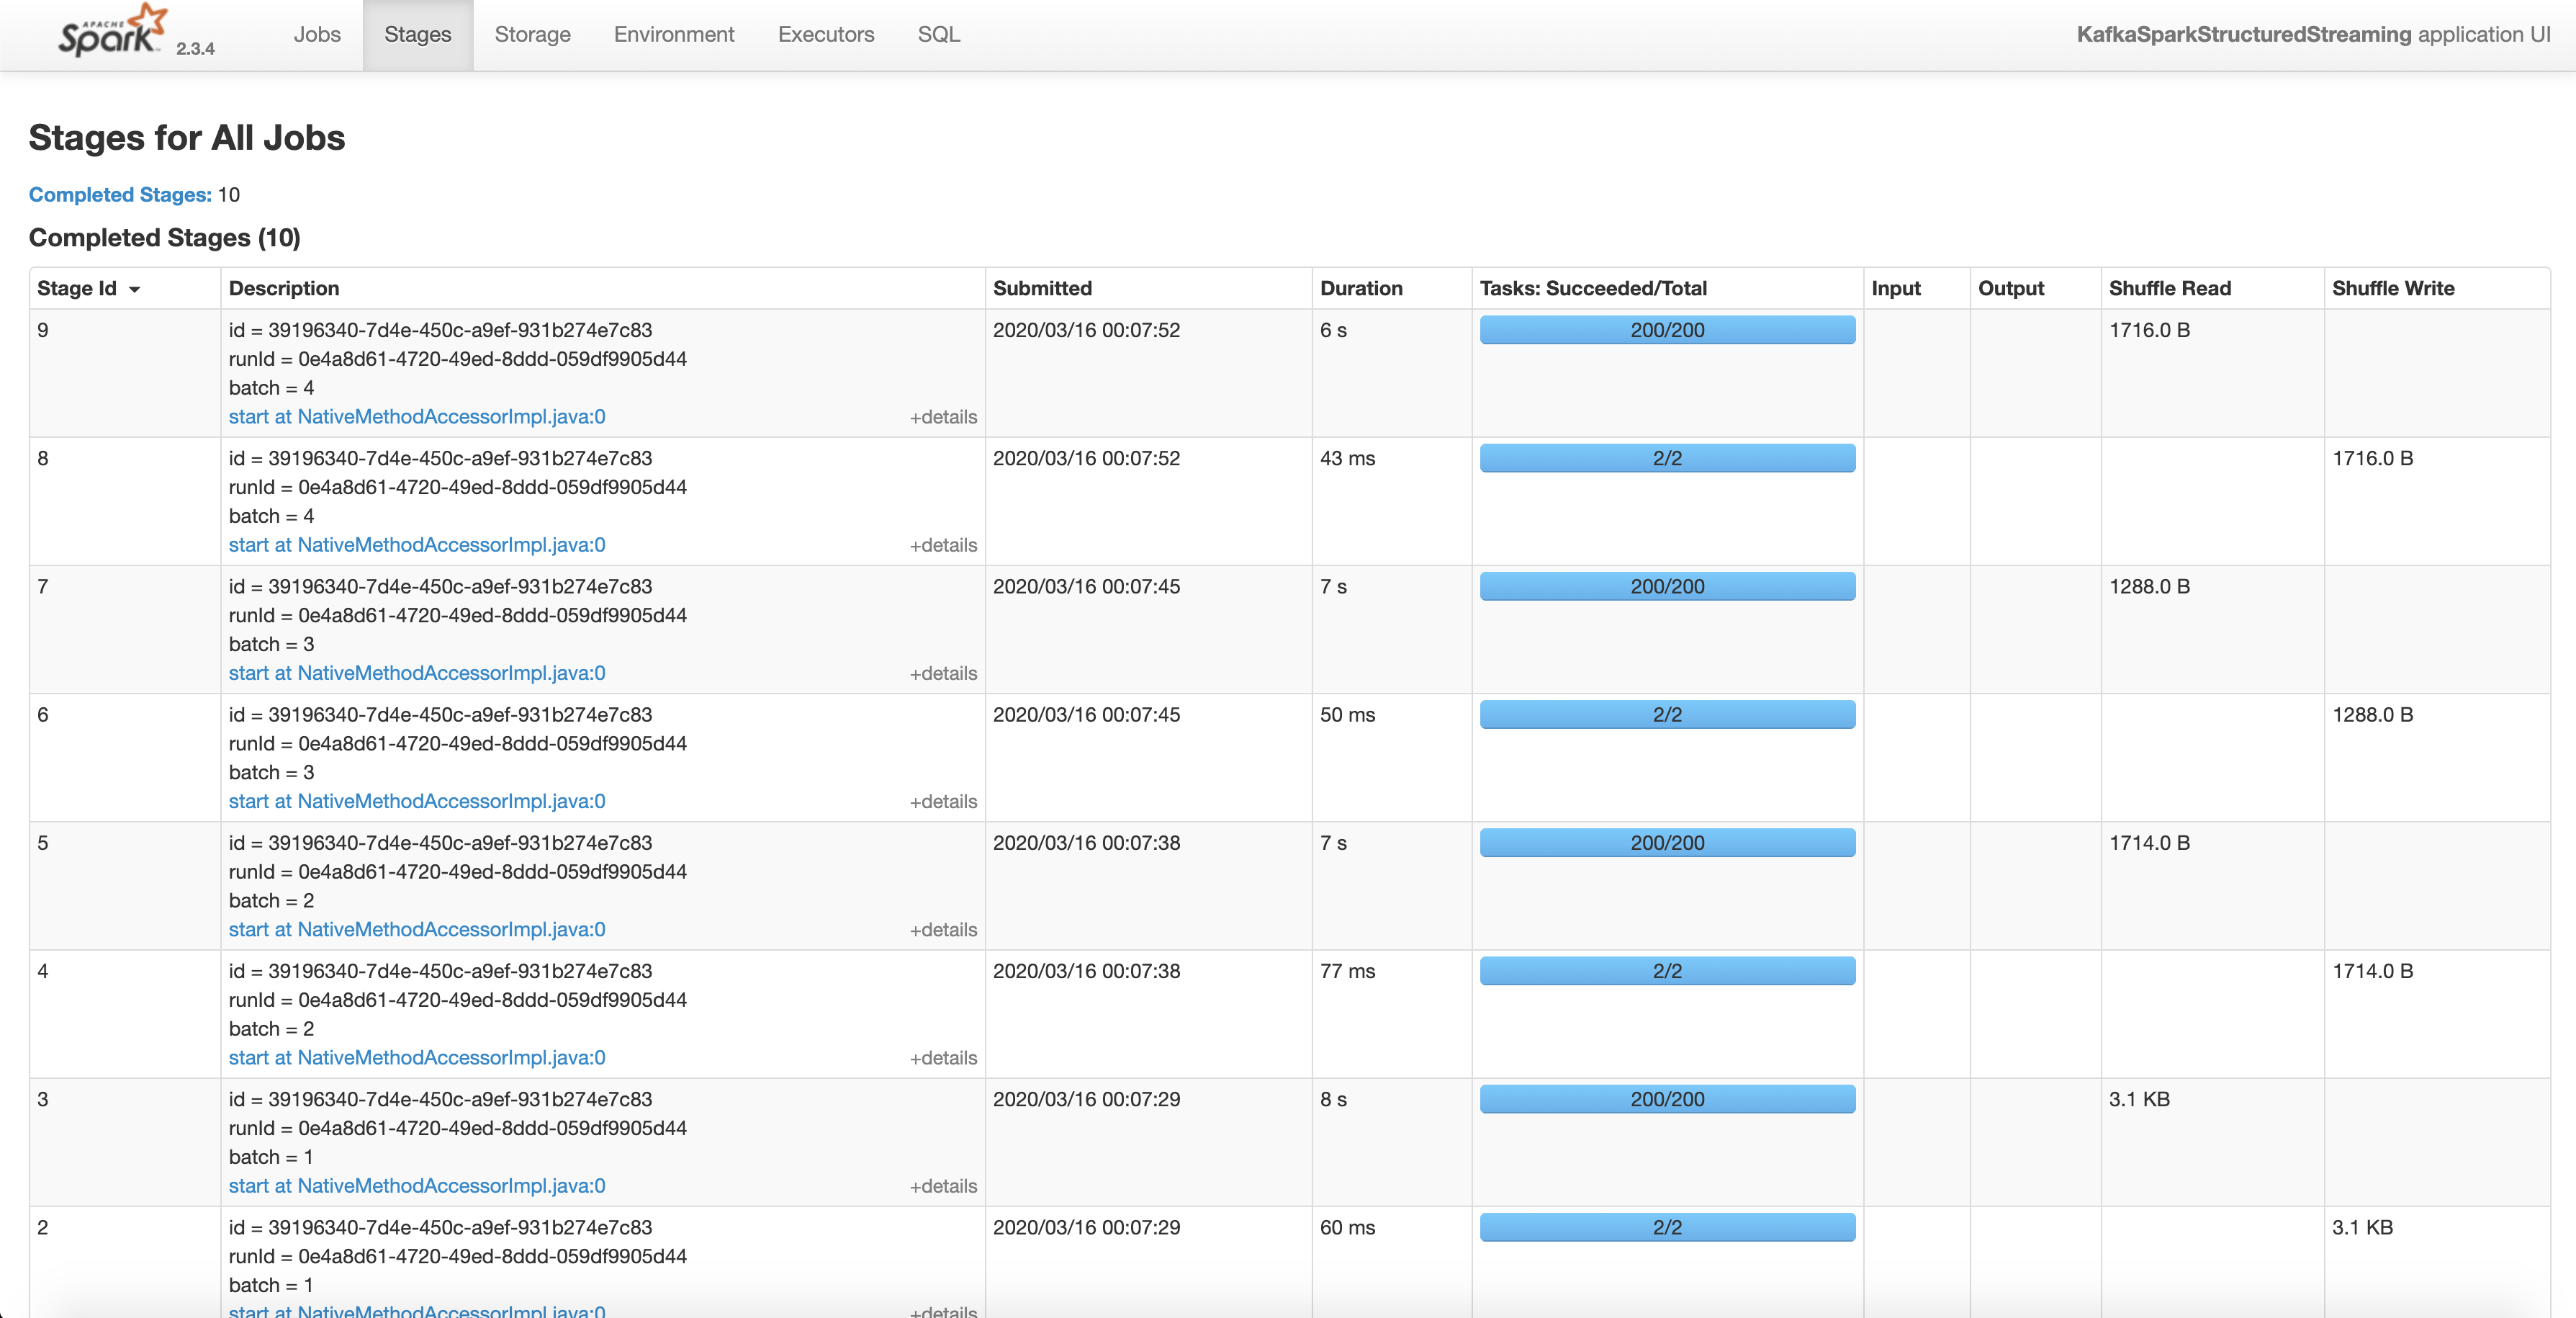 APACHE Spark 2.3.4 Jobs Stages Storage Environment Executors SQL KafkaSparkStructuredStreaming application UI
Stages for All Jobs
Completed Stages: 10
Completed Stages (10)
Stage Id Description Submitted Duration Tasks: Succeeded/Total Input Output Shuffle Read Shuffle Write
9 id = 39196340-7d4e-450c-a9ef-931b274e7c83 2020/03/16 00:07:52 6 s 200/200 1716.0 B
runId = 0e4a8d61-4720-49ed-8ddd-059df9905d44
batch = 4
start at NativeMethodAccessorImpl.java:0 +details
8 id = 39196340-7d4e-450c-a9ef-931b274e7c83 2020/03/16 00:07:52 43 ms 2/2 1716.0 B
runId = 0e4a8d61-4720-49ed-8ddd-059df9905d44
batch = 4
start at NativeMethodAccessorImpl.java:0 +details
7 id = 39196340-7d4e-450c-a9ef-931b274e7c83 2020/03/16 00:07:45 7 s 200/200 1288.0 B
runId = 0e4a8d61-4720-49ed-8ddd-059df9905d44
batch = 3
start at NativeMethodAccessorImpl.java:0 +details
6 id = 39196340-7d4e-450c-a9ef-931b274e7c83 2020/03/16 00:07:45 50 ms 2/2 1288.0 B
runId = 0e4a8d61-4720-49ed-8ddd-059df9905d44
batch = 3
start at NativeMethodAccessorImpl.java:0 +details
5 id = 39196340-7d4e-450c-a9ef-931b274e7c83 2020/03/16 00:07:38 7 s 200/200 1714.0 B
runId = 0e4a8d61-4720-49ed-8ddd-059df9905d44
batch = 2
start at NativeMethodAccessorImpl.java:0 +details
4 id = 39196340-7d4e-450c-a9ef-931b274e7c83 2020/03/16 00:07:38 77 ms 2/2 1714.0 B
runId = 0e4a8d61-4720-49ed-8ddd-059df9905d44
batch = 2
start at NativeMethodAccessorImpl.java:0 +details
3 id = 39196340-7d4e-450c-a9ef-931b274e7c83 2020/03/16 00:07:29 8 s 200/200 3.1 KB
runId = 0e4a8d61-4720-49ed-8ddd-059df9905d44
batch = 1
start at NativeMethodAccessorImpl.java:0 +details
2 id = 39196340-7d4e-450c-a9ef-931b274e7c83 2020/03/16 00:07:29 60 ms 2/2 3.1 KB
runId = 0e4a8d61-4720-49ed-8ddd-059df9905d44
batch = 1
start at NativeMethodAccessorImpl.java:0 +details